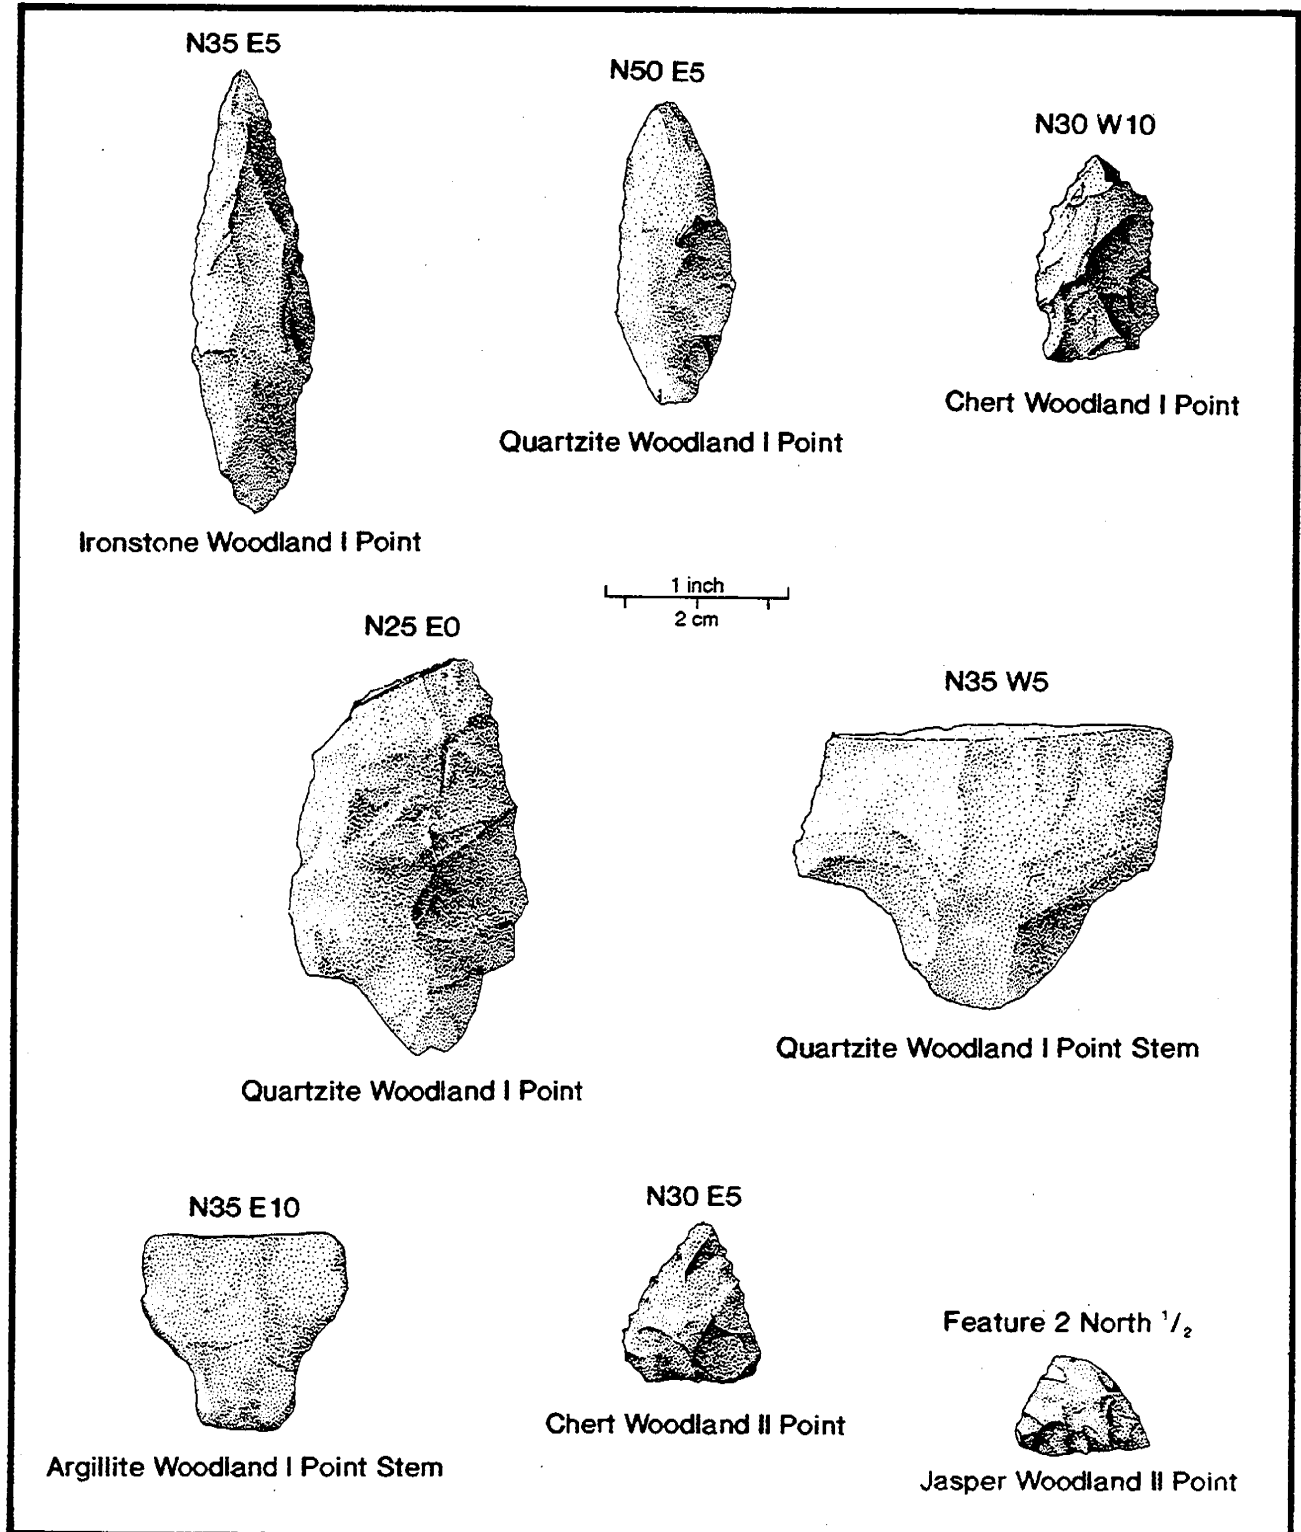 N35 E5
N50 E5
N30 W10
Chert Woodland I Point
Quartzite Woodland I Point
Ironstone Woodland I Point
1 inch
2 cm
N25 E0
N35 W5
Quartzite Woodland I Point Stem
Quartzite Woodland I Point
N35 E10
N30 E5
Feature 2 North 1/2
Chert Woodland II Point
Argillite Woodland I Point Stem
Jasper Woodland II Point